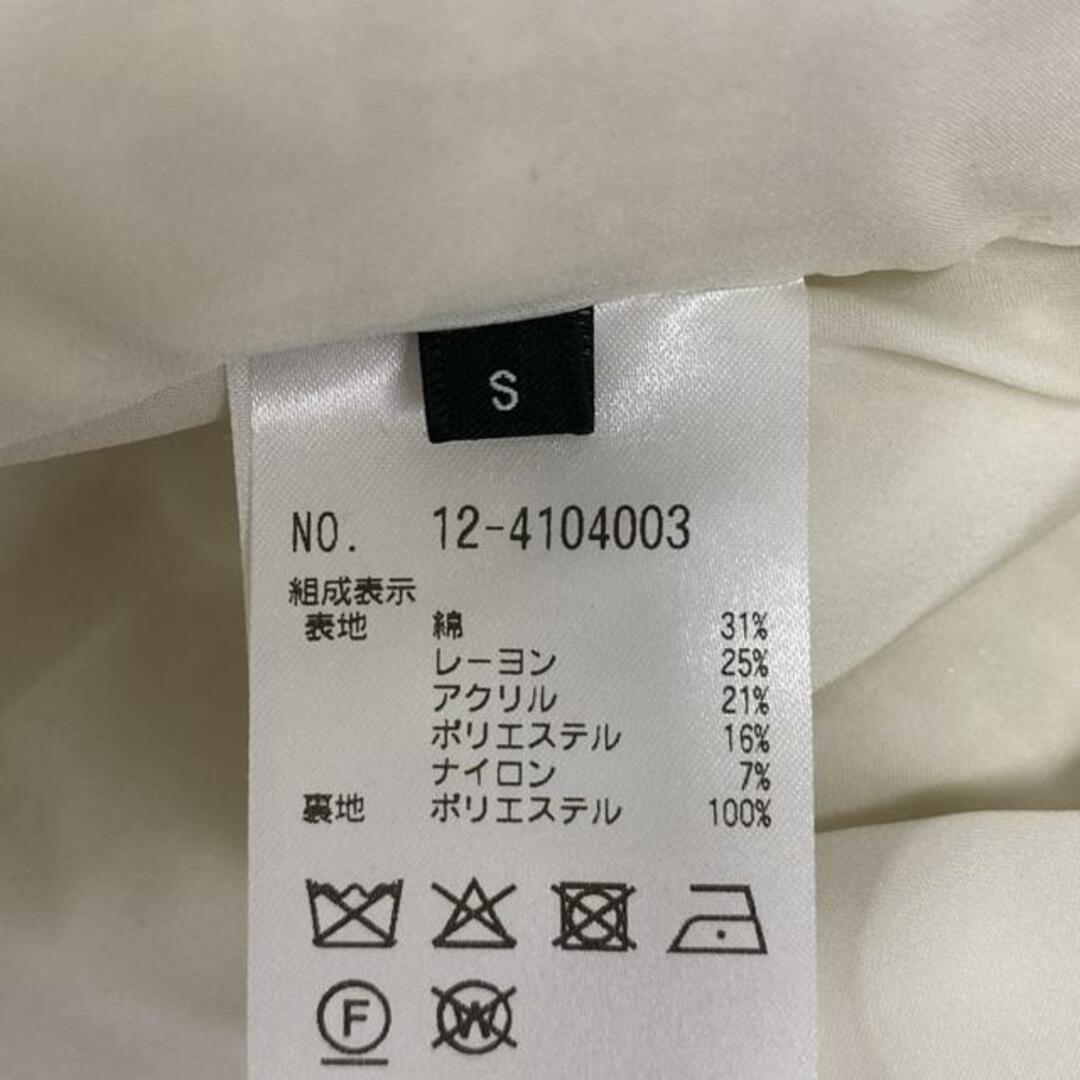 S
NO. 12-4104003
組成表示
表地 綿 31%
レーヨン 25%
アクリル 21%
ポリエステル 16%
ナイロン 7%
裏地 ポリエステル 100%
F W